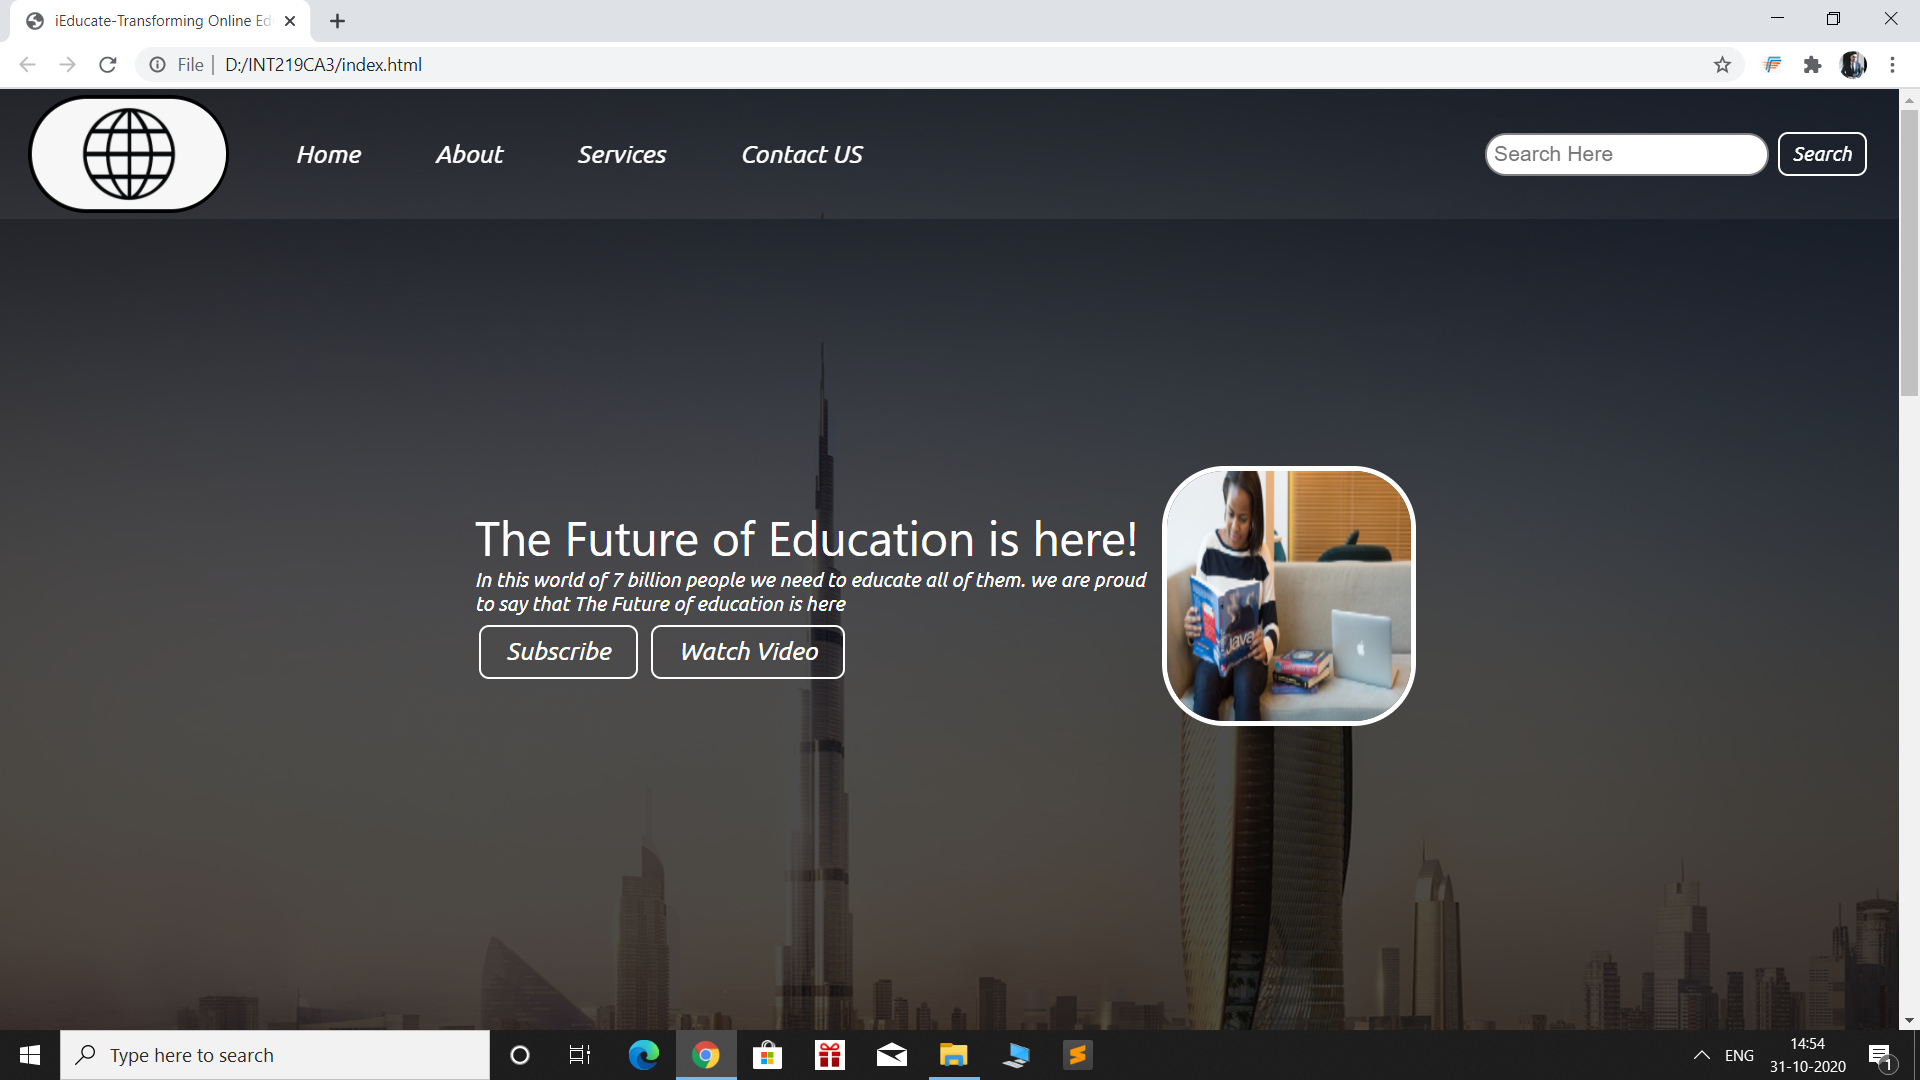 iEducate-Transforming Online Ed
File | D:/INT219CA3/index.html
Home About Services Contact US Search Here Search
The Future of Education is here!
In this world of 7 billion people we need to educate all of them. we are proud
to say that The Future of education is here
Subscribe Watch Video
Java
Type here to search
ENG
14:54
31-10-2020
1